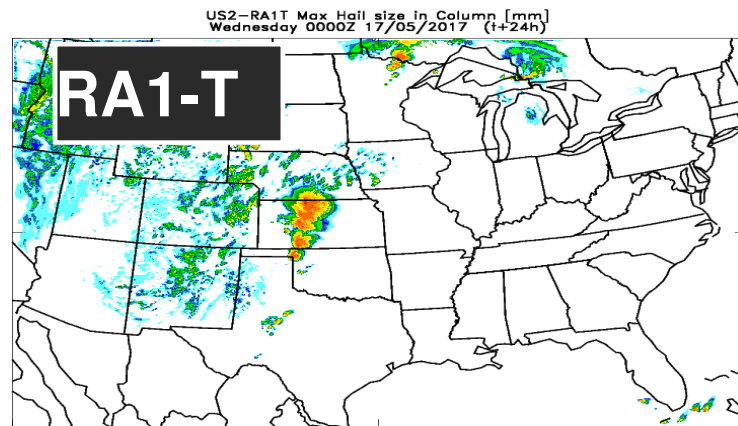 US2-RA1T Max Hail size in Column [mm]
Wednesday 0000Z 17/05/2017 (t+24h)
RA1-T